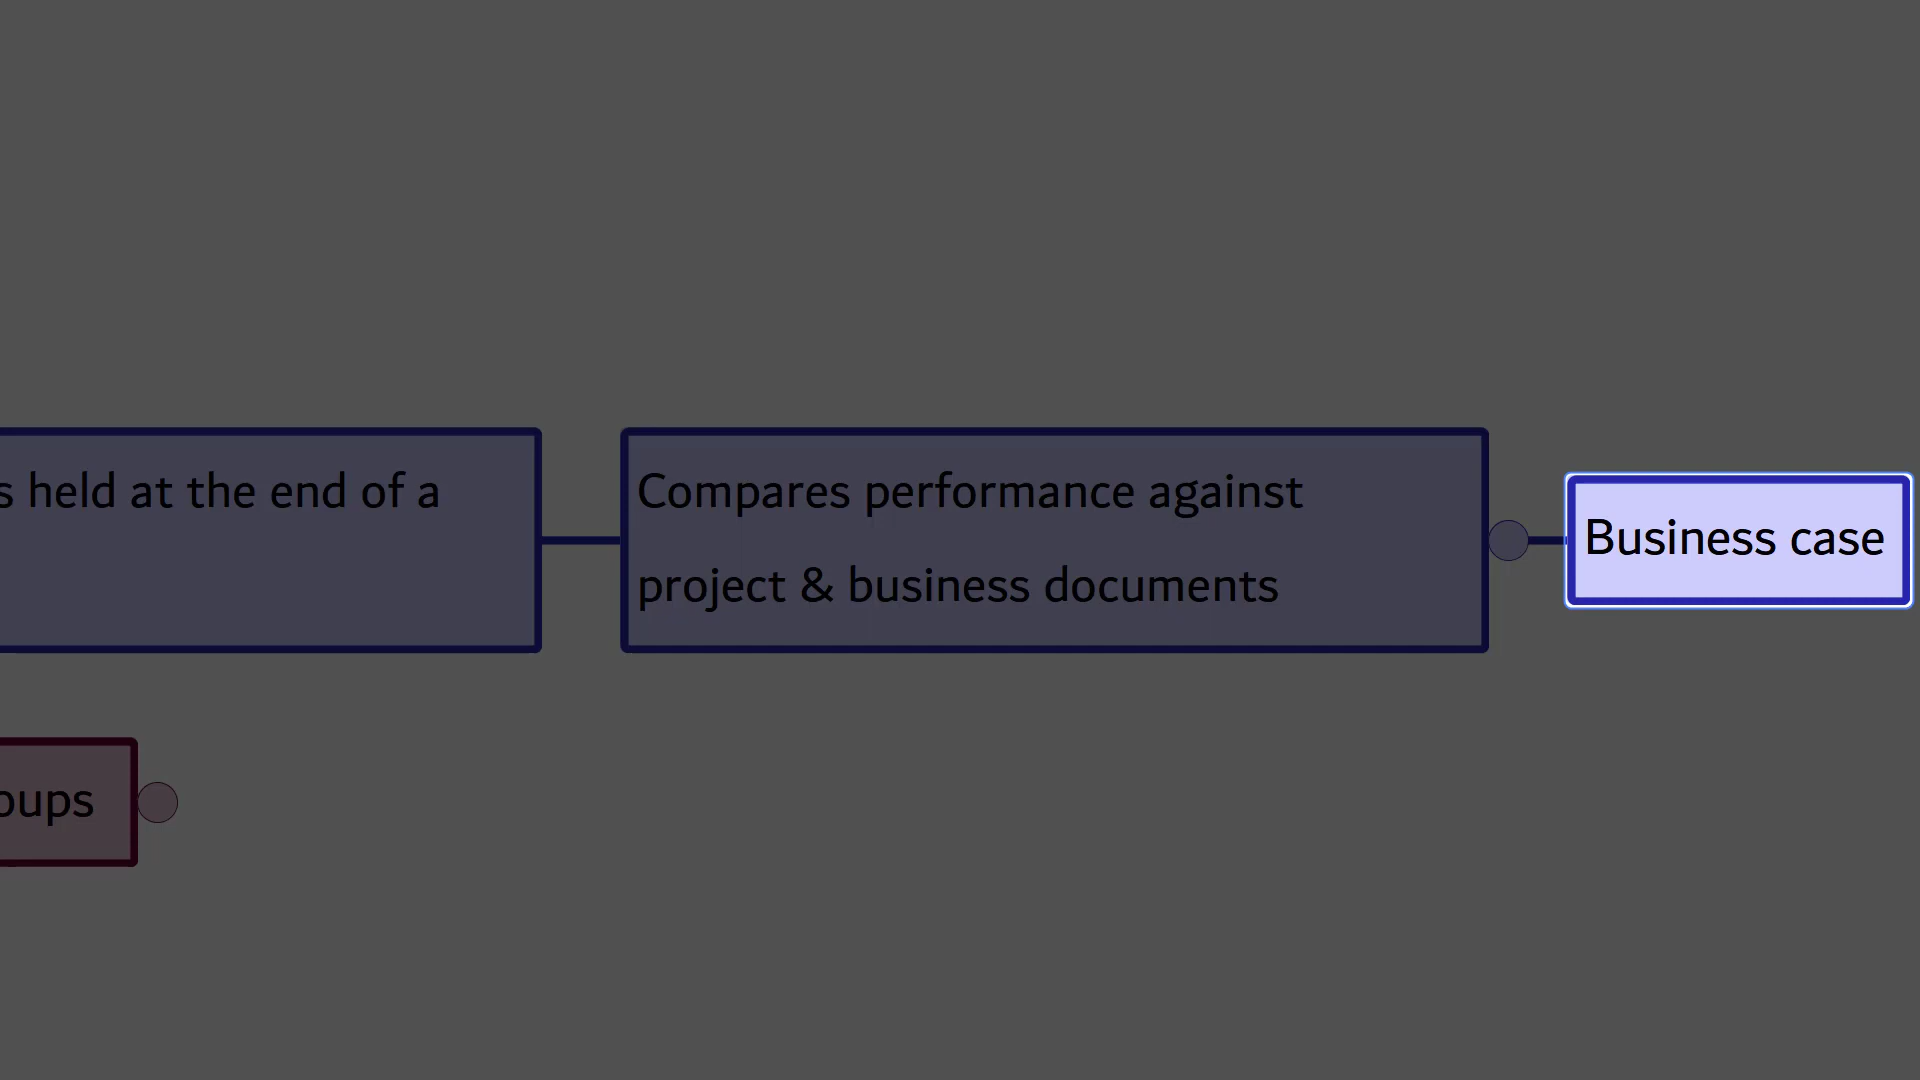 s held at the end of a
Compares performance against
project & business documents
Business case
oups